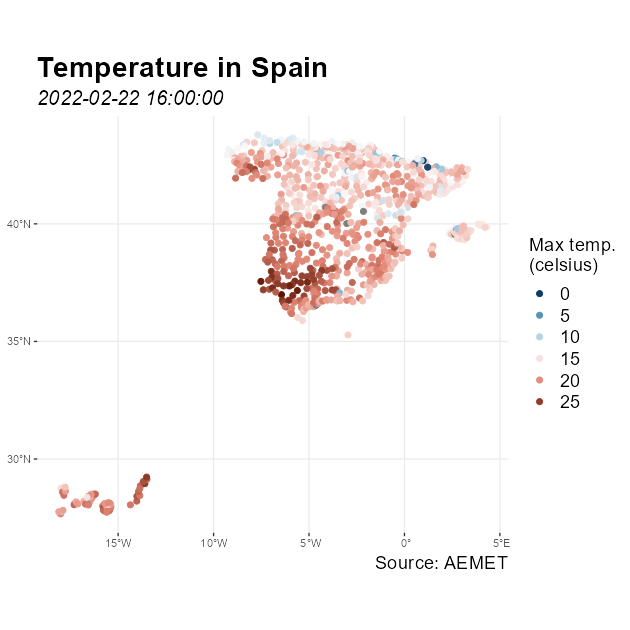 Temperature in Spain
2022-02-22 16:00:00
40°N
35°N
30°N
15°W
10°W
5°W
0°
5°E
Max temp.
(celsius)
0
5
10
15
20
25
Source: AEMET